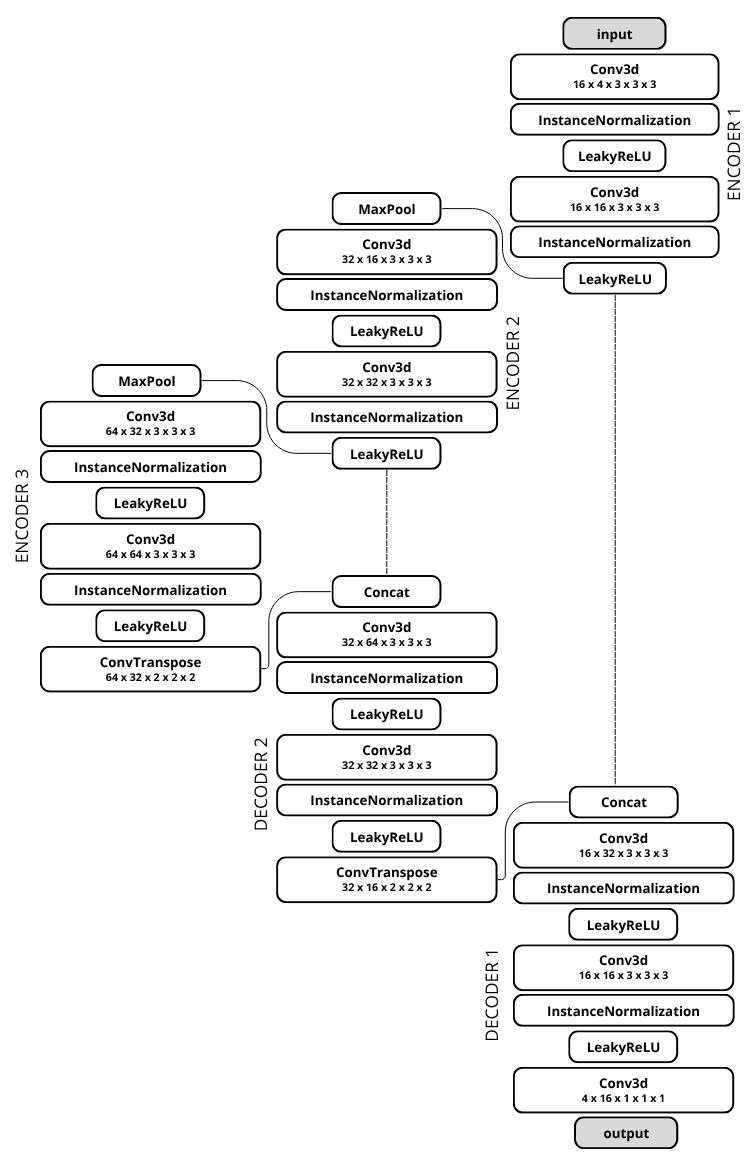 input
Conv3d
16 x 4 x 3 x 3 x 3
InstanceNormalization
LeakyReLU
Conv3d
16 x 16 x 3 x 3 x 3
InstanceNormalization
LeakyReLU
ENCODER 1
MaxPool
Conv3d
32 x 16 x 3 x 3 x 3
InstanceNormalization
LeakyReLU
Conv3d
32 x 32 x 3 x 3 x 3
InstanceNormalization
LeakyReLU
ENCODER 2
MaxPool
Conv3d
64 x 32 x 3 x 3 x 3
InstanceNormalization
LeakyReLU
Conv3d
64 x 64 x 3 x 3 x 3
InstanceNormalization
LeakyReLU
ConvTranspose
64 x 32 x 2 x 2 x 2
ENCODER 3
Concat
Conv3d
32 x 64 x 3 x 3 x 3
InstanceNormalization
LeakyReLU
Conv3d
32 x 32 x 3 x 3 x 3
InstanceNormalization
LeakyReLU
ConvTranspose
32 x 16 x 2 x 2 x 2
DECODER 2
Concat
Conv3d
16 x 32 x 3 x 3 x 3
InstanceNormalization
LeakyReLU
Conv3d
16 x 16 x 3 x 3 x 3
InstanceNormalization
LeakyReLU
Conv3d
4 x 16 x 1 x 1 x 1
output
DECODER 1